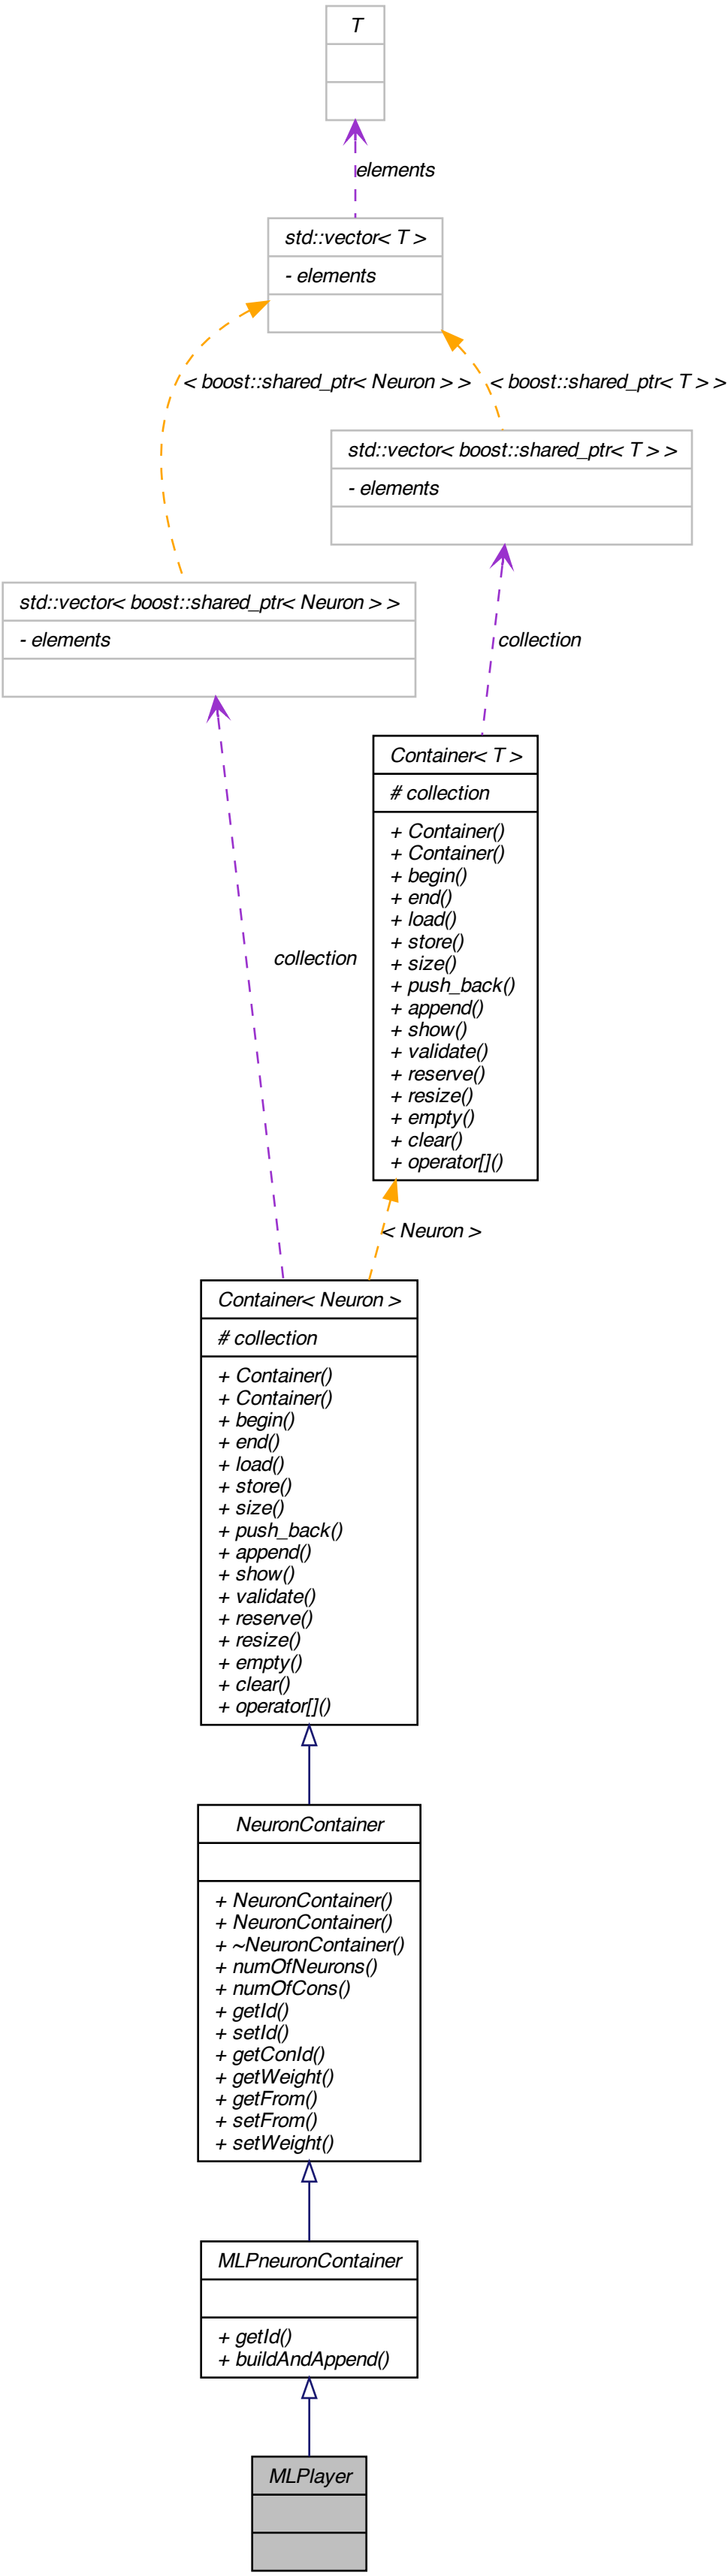 T
elements
std::vector< T >
- elements
< boost::shared_ptr< Neuron > >
< boost::shared_ptr< T > >
std::vector< boost::shared_ptr< T > >
- elements
std::vector< boost::shared_ptr< Neuron > >
- elements
collection
Container< T >
# collection
+ Container()
+ Container()
+ begin()
+ end()
+ load()
+ store()
+ size()
+ push_back()
+ append()
+ show()
+ validate()
+ reserve()
+ resize()
+ empty()
+ clear()
+ operator[]()
collection
< Neuron >
Container< Neuron >
# collection
+ Container()
+ Container()
+ begin()
+ end()
+ load()
+ store()
+ size()
+ push_back()
+ append()
+ show()
+ validate()
+ reserve()
+ resize()
+ empty()
+ clear()
+ operator[]()
NeuronContainer
+ NeuronContainer()
+ NeuronContainer()
+ ~NeuronContainer()
+ numOfNeurons()
+ numOfCons()
+ getId()
+ setId()
+ getConId()
+ getWeight()
+ getFrom()
+ setFrom()
+ setWeight()
MLPneuronContainer
+ getId()
+ buildAndAppend()
MLPlayer